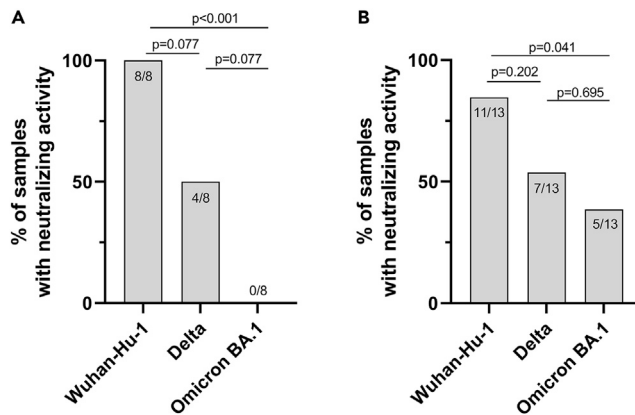 A
% of samples
with neutralizing activity
100
50
0
p<0.001
p=0.077
p=0.077
8/8
4/8
0/8
Wuhan-Hu-1
Delta
Omicron BA.1
B
% of samples
with neutralizing activity
100
50
0
p=0.041
p=0.202
p=0.695
11/13
7/13
5/13
Wuhan-Hu-1
Delta
Omicron BA.1